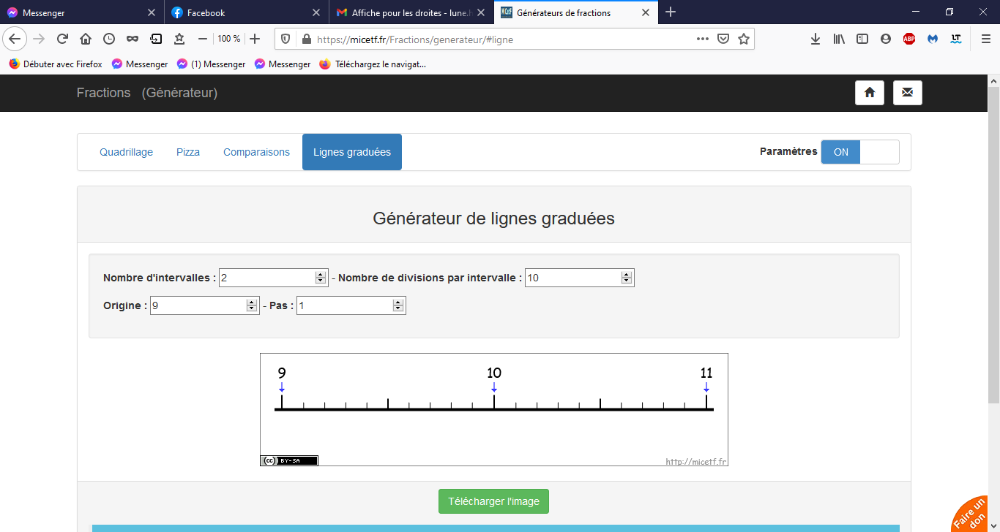 Messenger
Facebook
Affiche pour les droites - lune.h
Générateurs de fractions
100 %
https://micetf.fr/Fractions/generateur/#ligne
ABP
LT
Débuter avec Firefox
Messenger
(1) Messenger
Messenger
Téléchargez le navigat...
Fractions (Générateur)
Quadrillage
Pizza
Comparaisons
Lignes graduées
Paramètres
ON
Générateur de lignes graduées
Nombre d'intervalles : 2 - Nombre de divisions par intervalle : 10
Origine : 9 - Pas : 1
9 10 11
(cc) BY-SA
http://micetf.fr
Télécharger l'image
Faire un
don